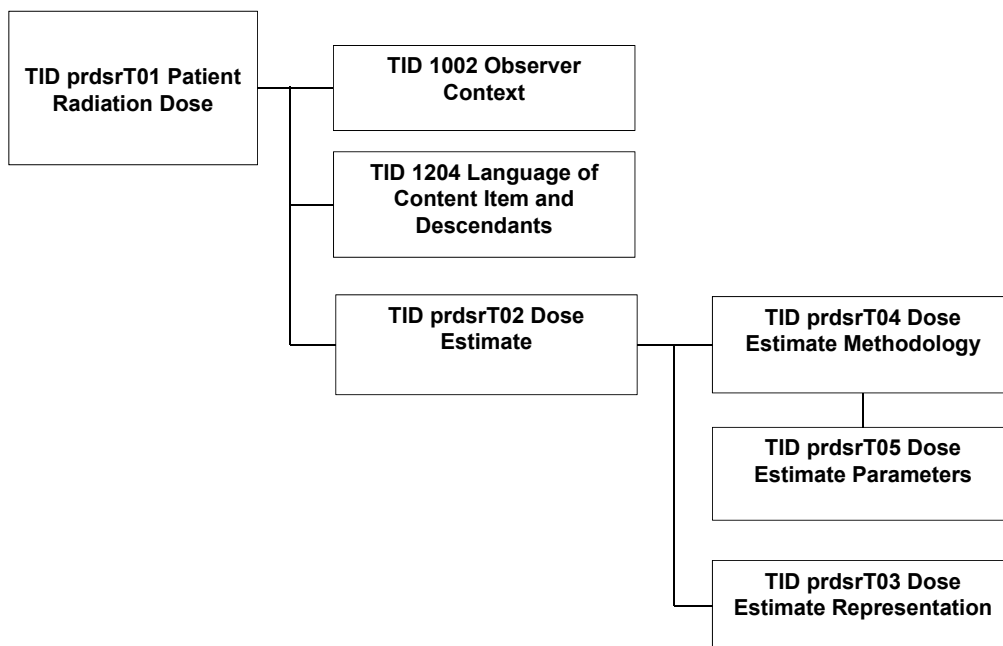 TID prdsrT01 Patient
Radiation Dose
TID 1002 Observer
Context
TID 1204 Language of
Content Item and
Descendants
TID prdsrT02 Dose
Estimate
TID prdsrT04 Dose
Estimate Methodology
TID prdsrT05 Dose
Estimate Parameters
TID prdsrT03 Dose
Estimate Representation